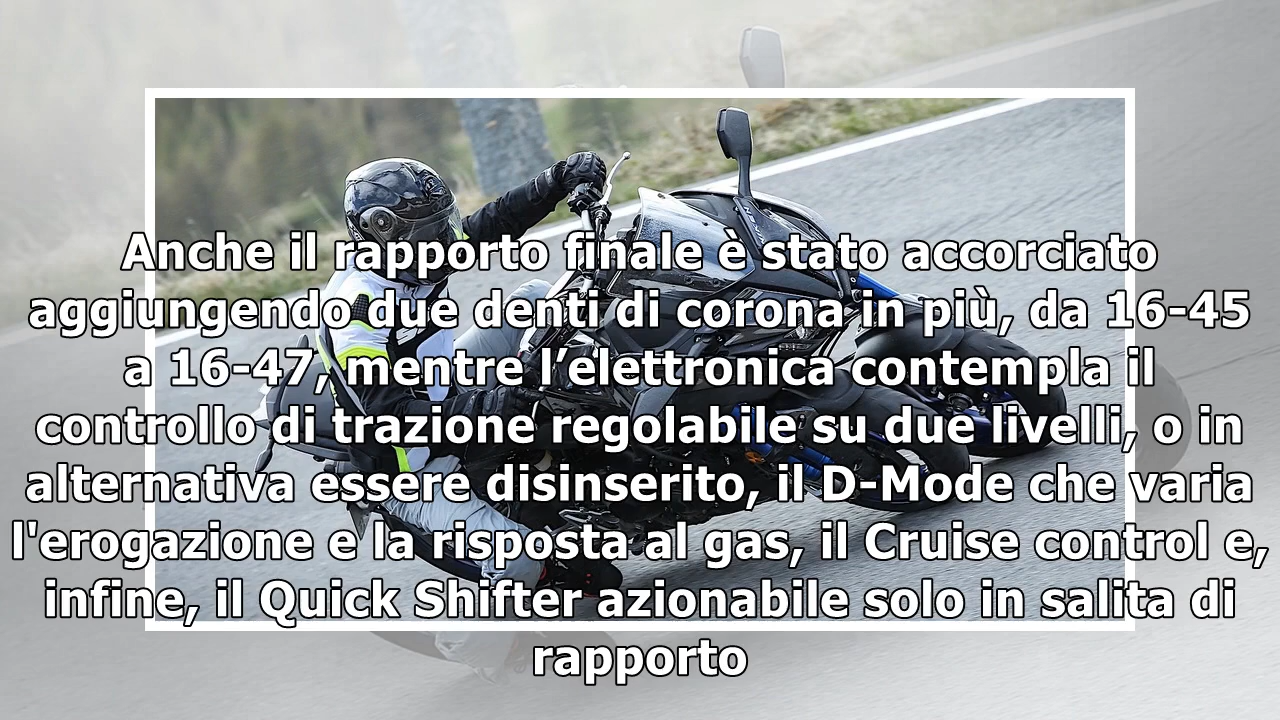 Anche il rapporto finale è stato accorciato
aggiungendo due denti di corona in più, da 16-45
a 16-47, mentre l’elettronica contempla il
controllo di trazione regolabile su due livelli, o in
alternativa essere disinserito, il D-Mode che varia
l'erogazione e la risposta al gas, il Cruise control e,
infine, il Quick Shifter azionabile solo in salita di
rapporto